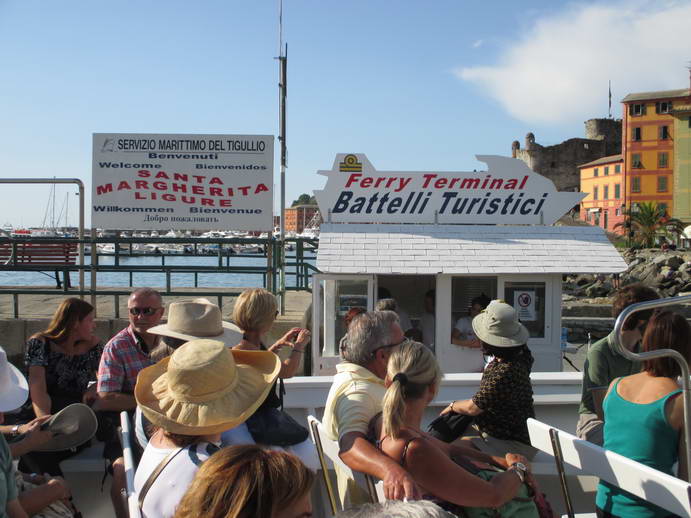 SERVIZIO MARITTIMO DEL TIGULLIO
Benvenuti
Welcome Bienvenidos
SANTA
MARGHERITA
LIGURE
Willkommen Bienvenue
Добро пожаловать
Ferry Terminal
Battelli Turistici